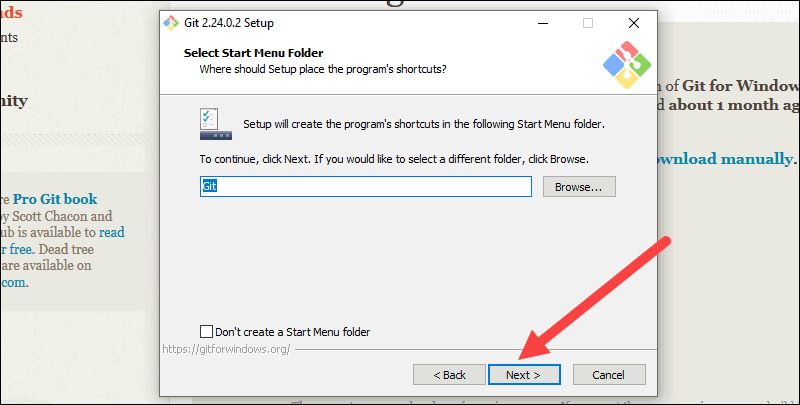 nds
nts
nity
re Pro Git book
by Scott Chacon and
ub is available to read
r free. Dead tree
are available on
com.
Git 2.24.0.2 Setup
Select Start Menu Folder
Where should Setup place the program's shortcuts?
Setup will create the program's shortcuts in the following Start Menu folder.
To continue, click Next. If you would like to select a different folder, click Browse.
Git
Browse...
Don't create a Start Menu folder
https://gitforwindows.org/
< Back
Next >
Cancel
n of Git for Window
d about 1 month ag
ownload manually.